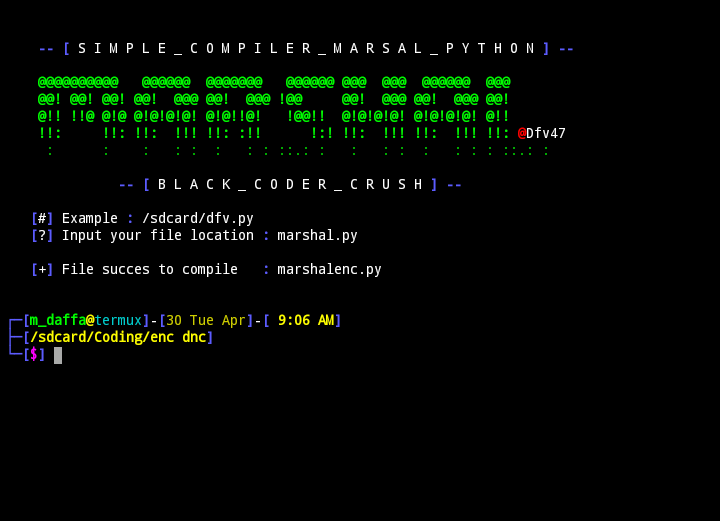 -- [ S I M P L E _ C O M P I L E R _ M A R S A L _ P Y T H O N ] --
@@@@@@@@@@   @@@@@@  @@@@@@@   @@@@@@ @@@  @@@  @@@@@@  @@@
@@! @@! @@! @@!  @@@ @@!  @@@ !@@     @@!  @@@ @@!  @@@ @@!
@!! !!@ @!@ @!@!@!@! @!@!!@!   !@@!!  @!@!@!@! @!@!@!@! @!!
!!:     !!: !!:  !!! !!: :!!      !:! !!:  !!! !!:  !!! !!: @Dfv47
:      :    :   : :  :   : : ::.: :   :   : :  :   : : : ::.: :
-- [ B L A C K _ C O D E R _ C R U S H ] --
[#] Example : /sdcard/dfv.py
[?] Input your file location : marshal.py
[+] File succes to compile   : marshalenc.py
┌─[m_daffa@termux]-[30 Tue Apr]-[ 9:06 AM]
├─[/sdcard/Coding/enc dnc]
└─[$]